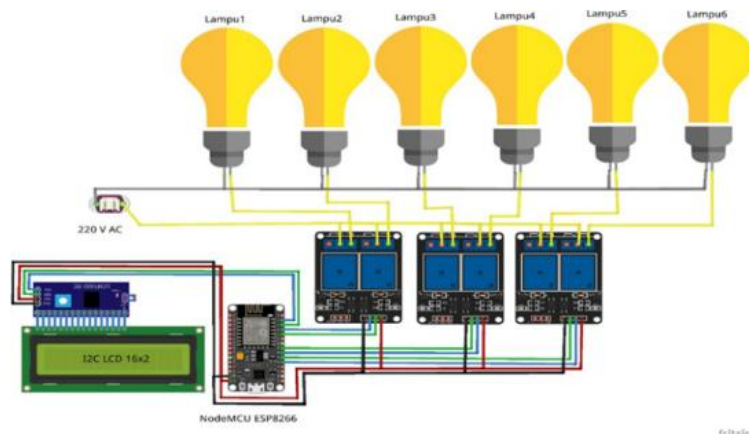 Lampu1
Lampu2
Lampu3
Lampu4
Lampu5
Lampu6
220 V AC
I2C LCD 16x2
NodeMCU ESP8266